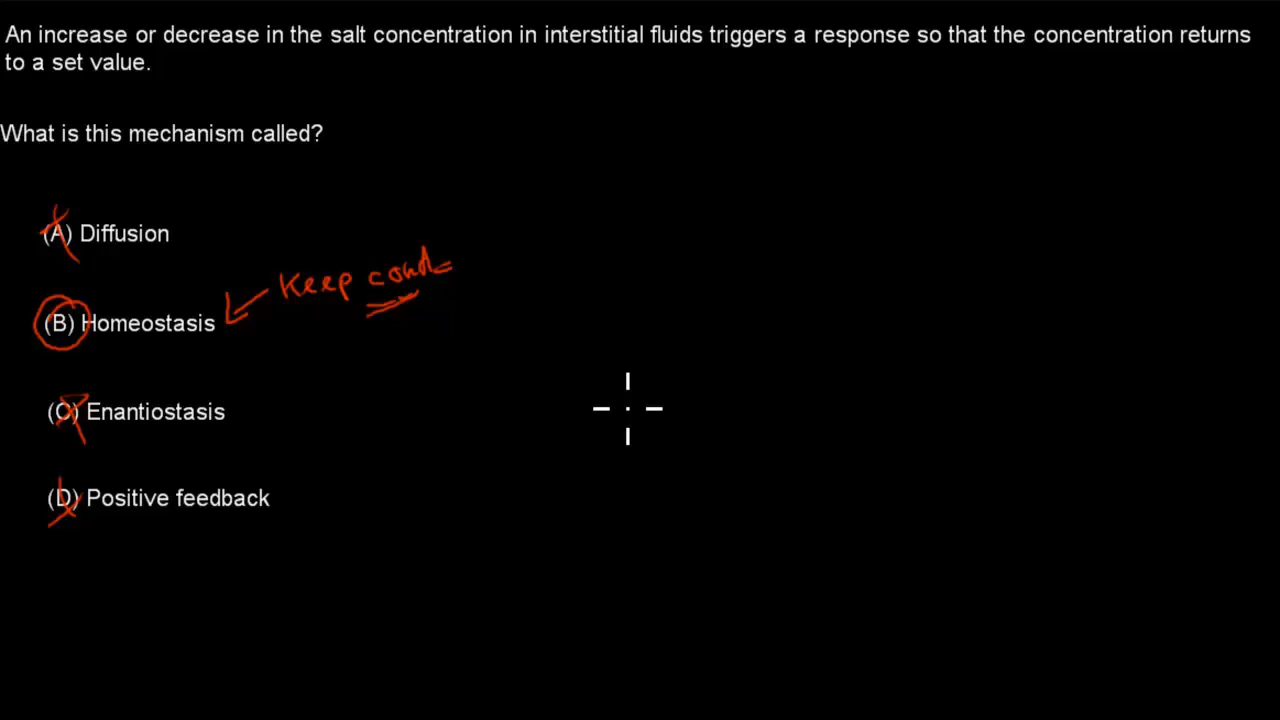 An increase or decrease in the salt concentration in interstitial fluids triggers a response so that the concentration returns
to a set value.
What is this mechanism called?
(A) Diffusion
Keep
(B) Homeostasis
(C) Enantiostasis
(D) Positive feedback